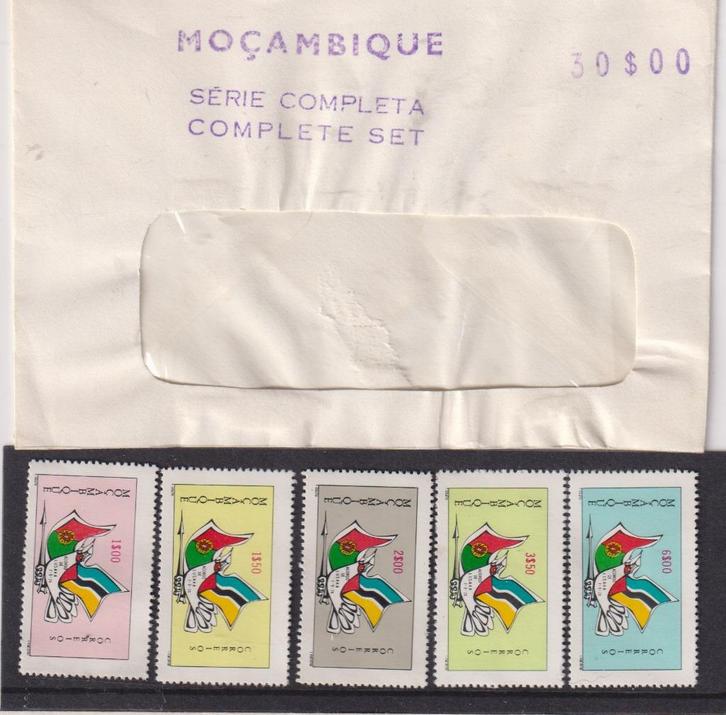 MOÇAMBIQUE
30$00
SÉRIE COMPLETA
COMPLETE SET
MOÇAMBIQUE
1$00
CORREIOS
MOÇAMBIQUE
1$50
CORREIOS
MOÇAMBIQUE
2$00
CORREIOS
MOÇAMBIQUE
3$50
CORREIOS
MOÇAMBIQUE
6$00
CORREIOS